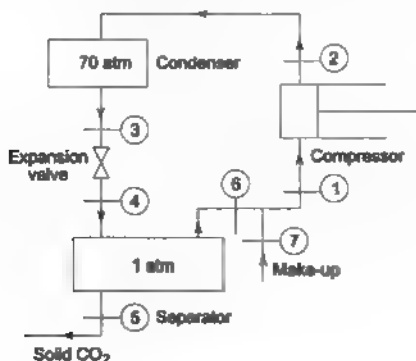 2
70 atm
Condenser
3
Expansion
valve
Compressor
4
6
1
7
1 atm
Make-up
5
Separator
Solid CO₂